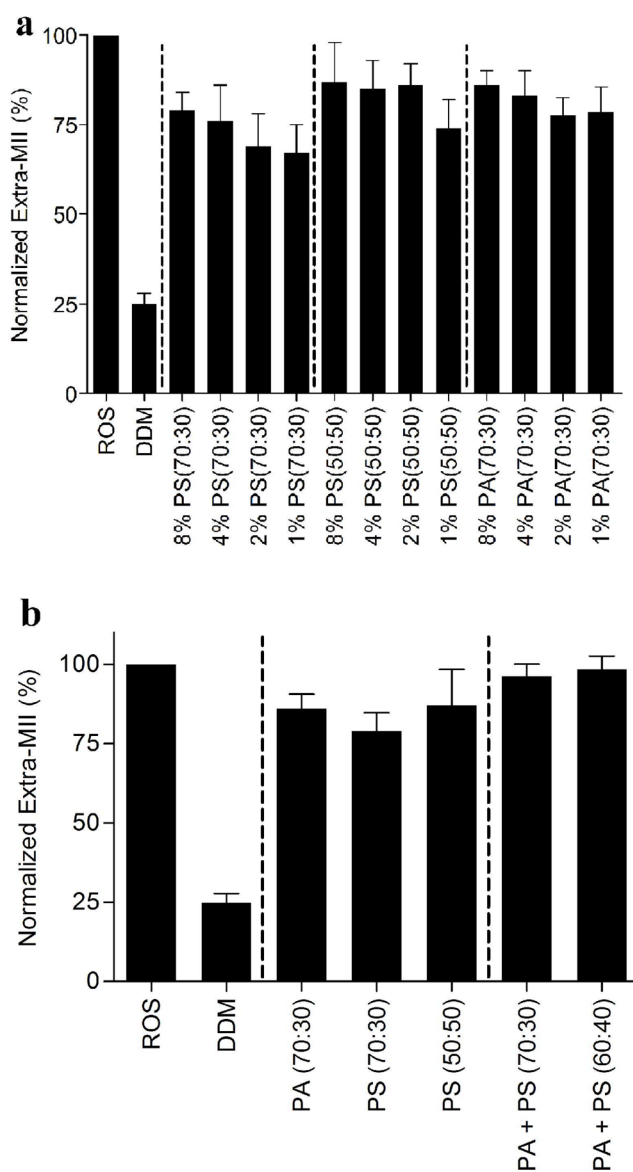 a
Normalized Extra-MII (%)
100
75
50
25
0
ROS
DDM
8% PS(70:30)
4% PS(70:30)
2% PS(70:30)
1% PS(70:30)
8% PS(50:50)
4% PS(50:50)
2% PS(50:50)
1% PS(50:50)
8% PA(70:30)
4% PA(70:30)
2% PA(70:30)
1% PA(70:30)
b
Normalized Extra-MII (%)
100
75
50
25
0
ROS
DDM
PA (70:30)
PS (70:30)
PS (50:50)
PA + PS (70:30)
PA + PS (60:40)